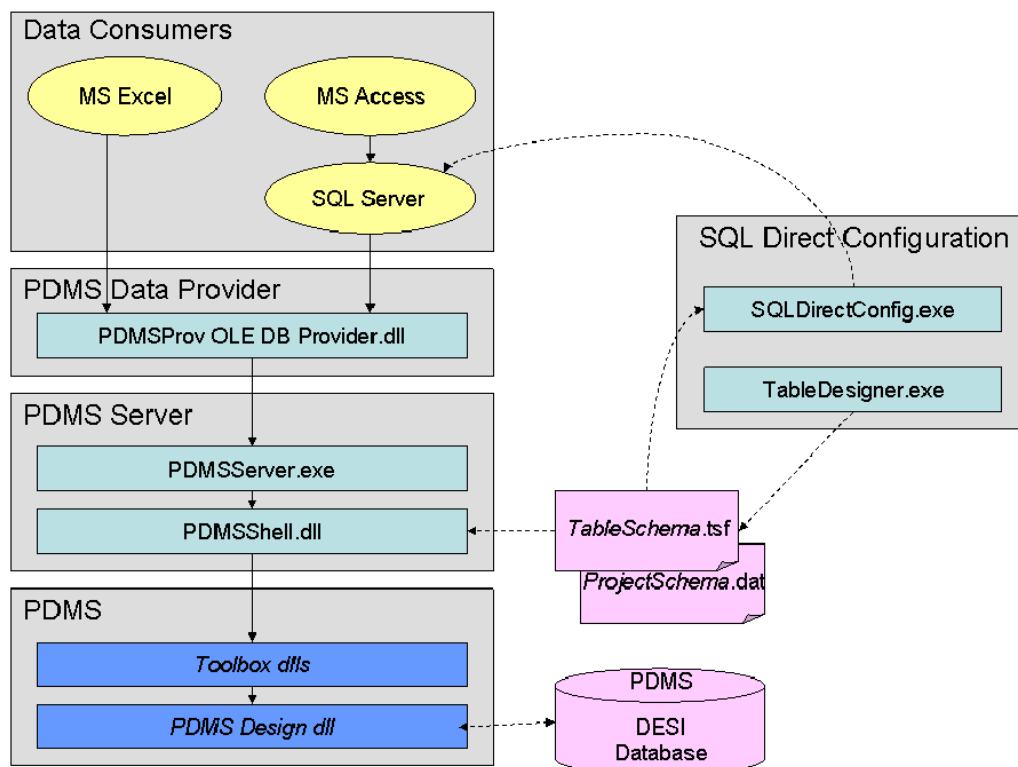 Data Consumers
MS Excel
MS Access
SQL Server
SQL Direct Configuration
SQLDirectConfig.exe
TableDesigner.exe
PDMS Data Provider
PDMSProv OLE DB Provider.dll
PDMS Server
PDMSServer.exe
PDMSShell.dll
TableSchema.tsf
ProjectSchema.dat
PDMS
Toolbox dlls
PDMS Design dll
PDMS
DESI
Database